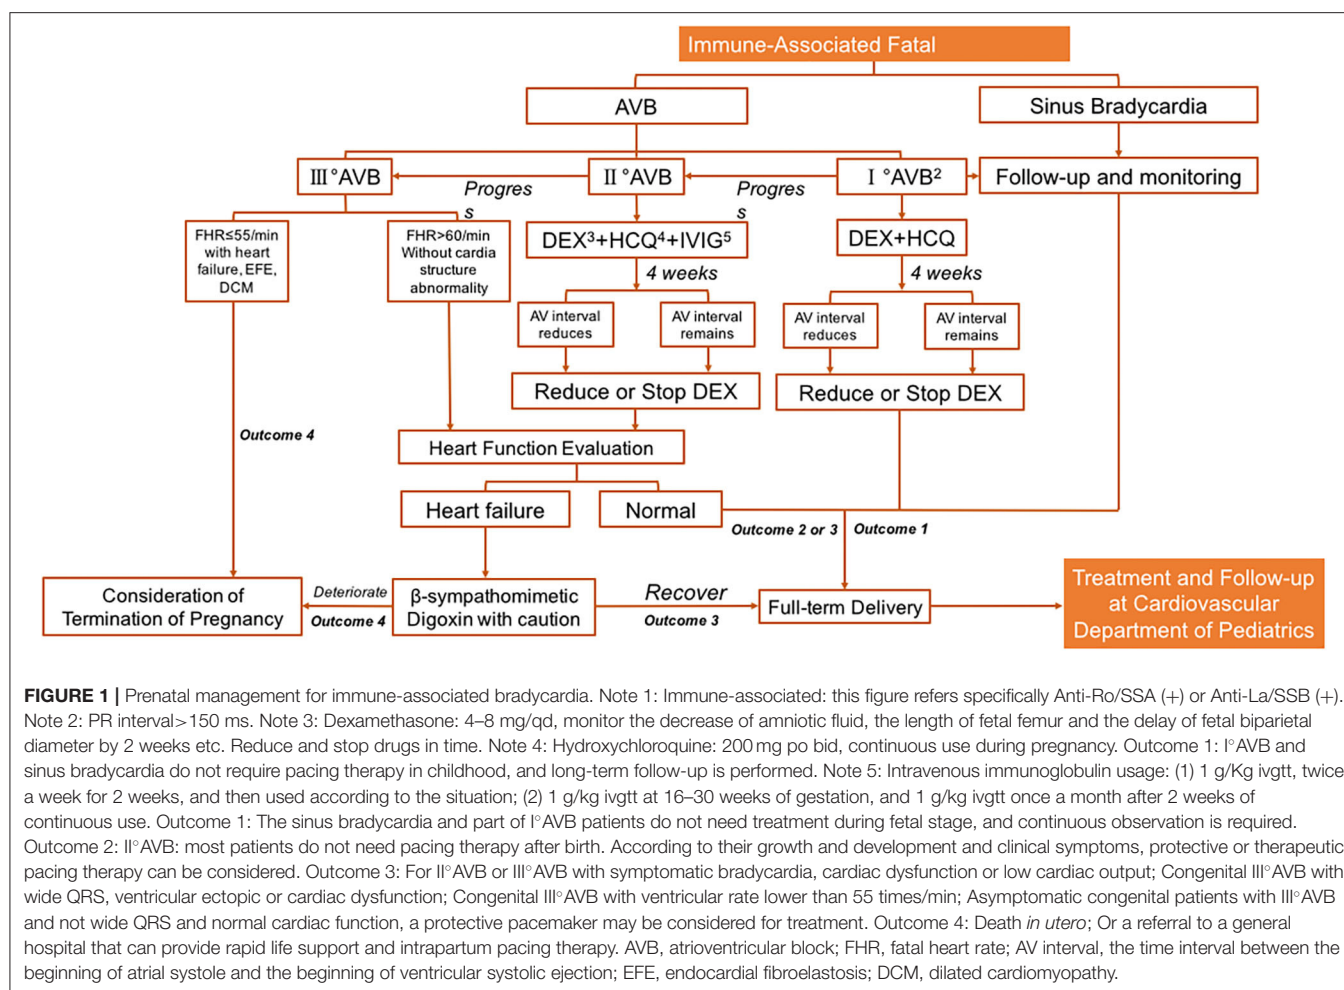 Immune-Associated Fatal
AVB
Sinus Bradycardia
III °AVB
II °AVB
I °AVB2
Follow-up and monitoring
Progres
s
Progres
s
FHR≤55/min
with heart
failure, EFE,
DCM
FHR>60/min
Without cardia
structure
abnormality
DEX3+HCQ4+IVIG5
DEX+HCQ
4 weeks
4 weeks
AV interval
reduces
AV interval
remains
AV interval
reduces
AV interval
remains
Reduce or Stop DEX
Reduce or Stop DEX
Outcome 4
Heart Function Evaluation
Heart failure
Normal
Outcome 2 or 3
Outcome 1
Consideration of
Termination of Pregnancy
Deteriorate
Outcome 4
β-sympathomimetic
Digoxin with caution
Recover
Outcome 3
Full-term Delivery
Treatment and Follow-up
at Cardiovascular
Department of Pediatrics
FIGURE 1 | Prenatal management for immune-associated bradycardia. Note 1: Immune-associated: this figure refers specifically Anti-Ro/SSA (+) or Anti-La/SSB (+).
Note 2: PR interval>150 ms. Note 3: Dexamethasone: 4–8 mg/qd, monitor the decrease of amniotic fluid, the length of fetal femur and the delay of fetal biparietal
diameter by 2 weeks etc. Reduce and stop drugs in time. Note 4: Hydroxychloroquine: 200 mg po bid, continuous use during pregnancy. Outcome 1: I°AVB and
sinus bradycardia do not require pacing therapy in childhood, and long-term follow-up is performed. Note 5: Intravenous immunoglobulin usage: (1) 1 g/Kg ivgtt, twice
a week for 2 weeks, and then used according to the situation; (2) 1 g/kg ivgtt at 16–30 weeks of gestation, and 1 g/kg ivgtt once a month after 2 weeks of
continuous use. Outcome 1: The sinus bradycardia and part of I°AVB patients do not need treatment during fetal stage, and continuous observation is required.
Outcome 2: II°AVB: most patients do not need pacing therapy after birth. According to their growth and development and clinical symptoms, protective or therapeutic
pacing therapy can be considered. Outcome 3: For II°AVB or III°AVB with symptomatic bradycardia, cardiac dysfunction or low cardiac output; Congenital III°AVB with
wide QRS, ventricular ectopic or cardiac dysfunction; Congenital III°AVB with ventricular rate lower than 55 times/min; Asymptomatic congenital patients with III°AVB
and not wide QRS and normal cardiac function, a protective pacemaker may be considered for treatment. Outcome 4: Death in utero; Or a referral to a general
hospital that can provide rapid life support and intrapartum pacing therapy. AVB, atrioventricular block; FHR, fatal heart rate; AV interval, the time interval between the
beginning of atrial systole and the beginning of ventricular systolic ejection; EFE, endocardial fibroelastosis; DCM, dilated cardiomyopathy.